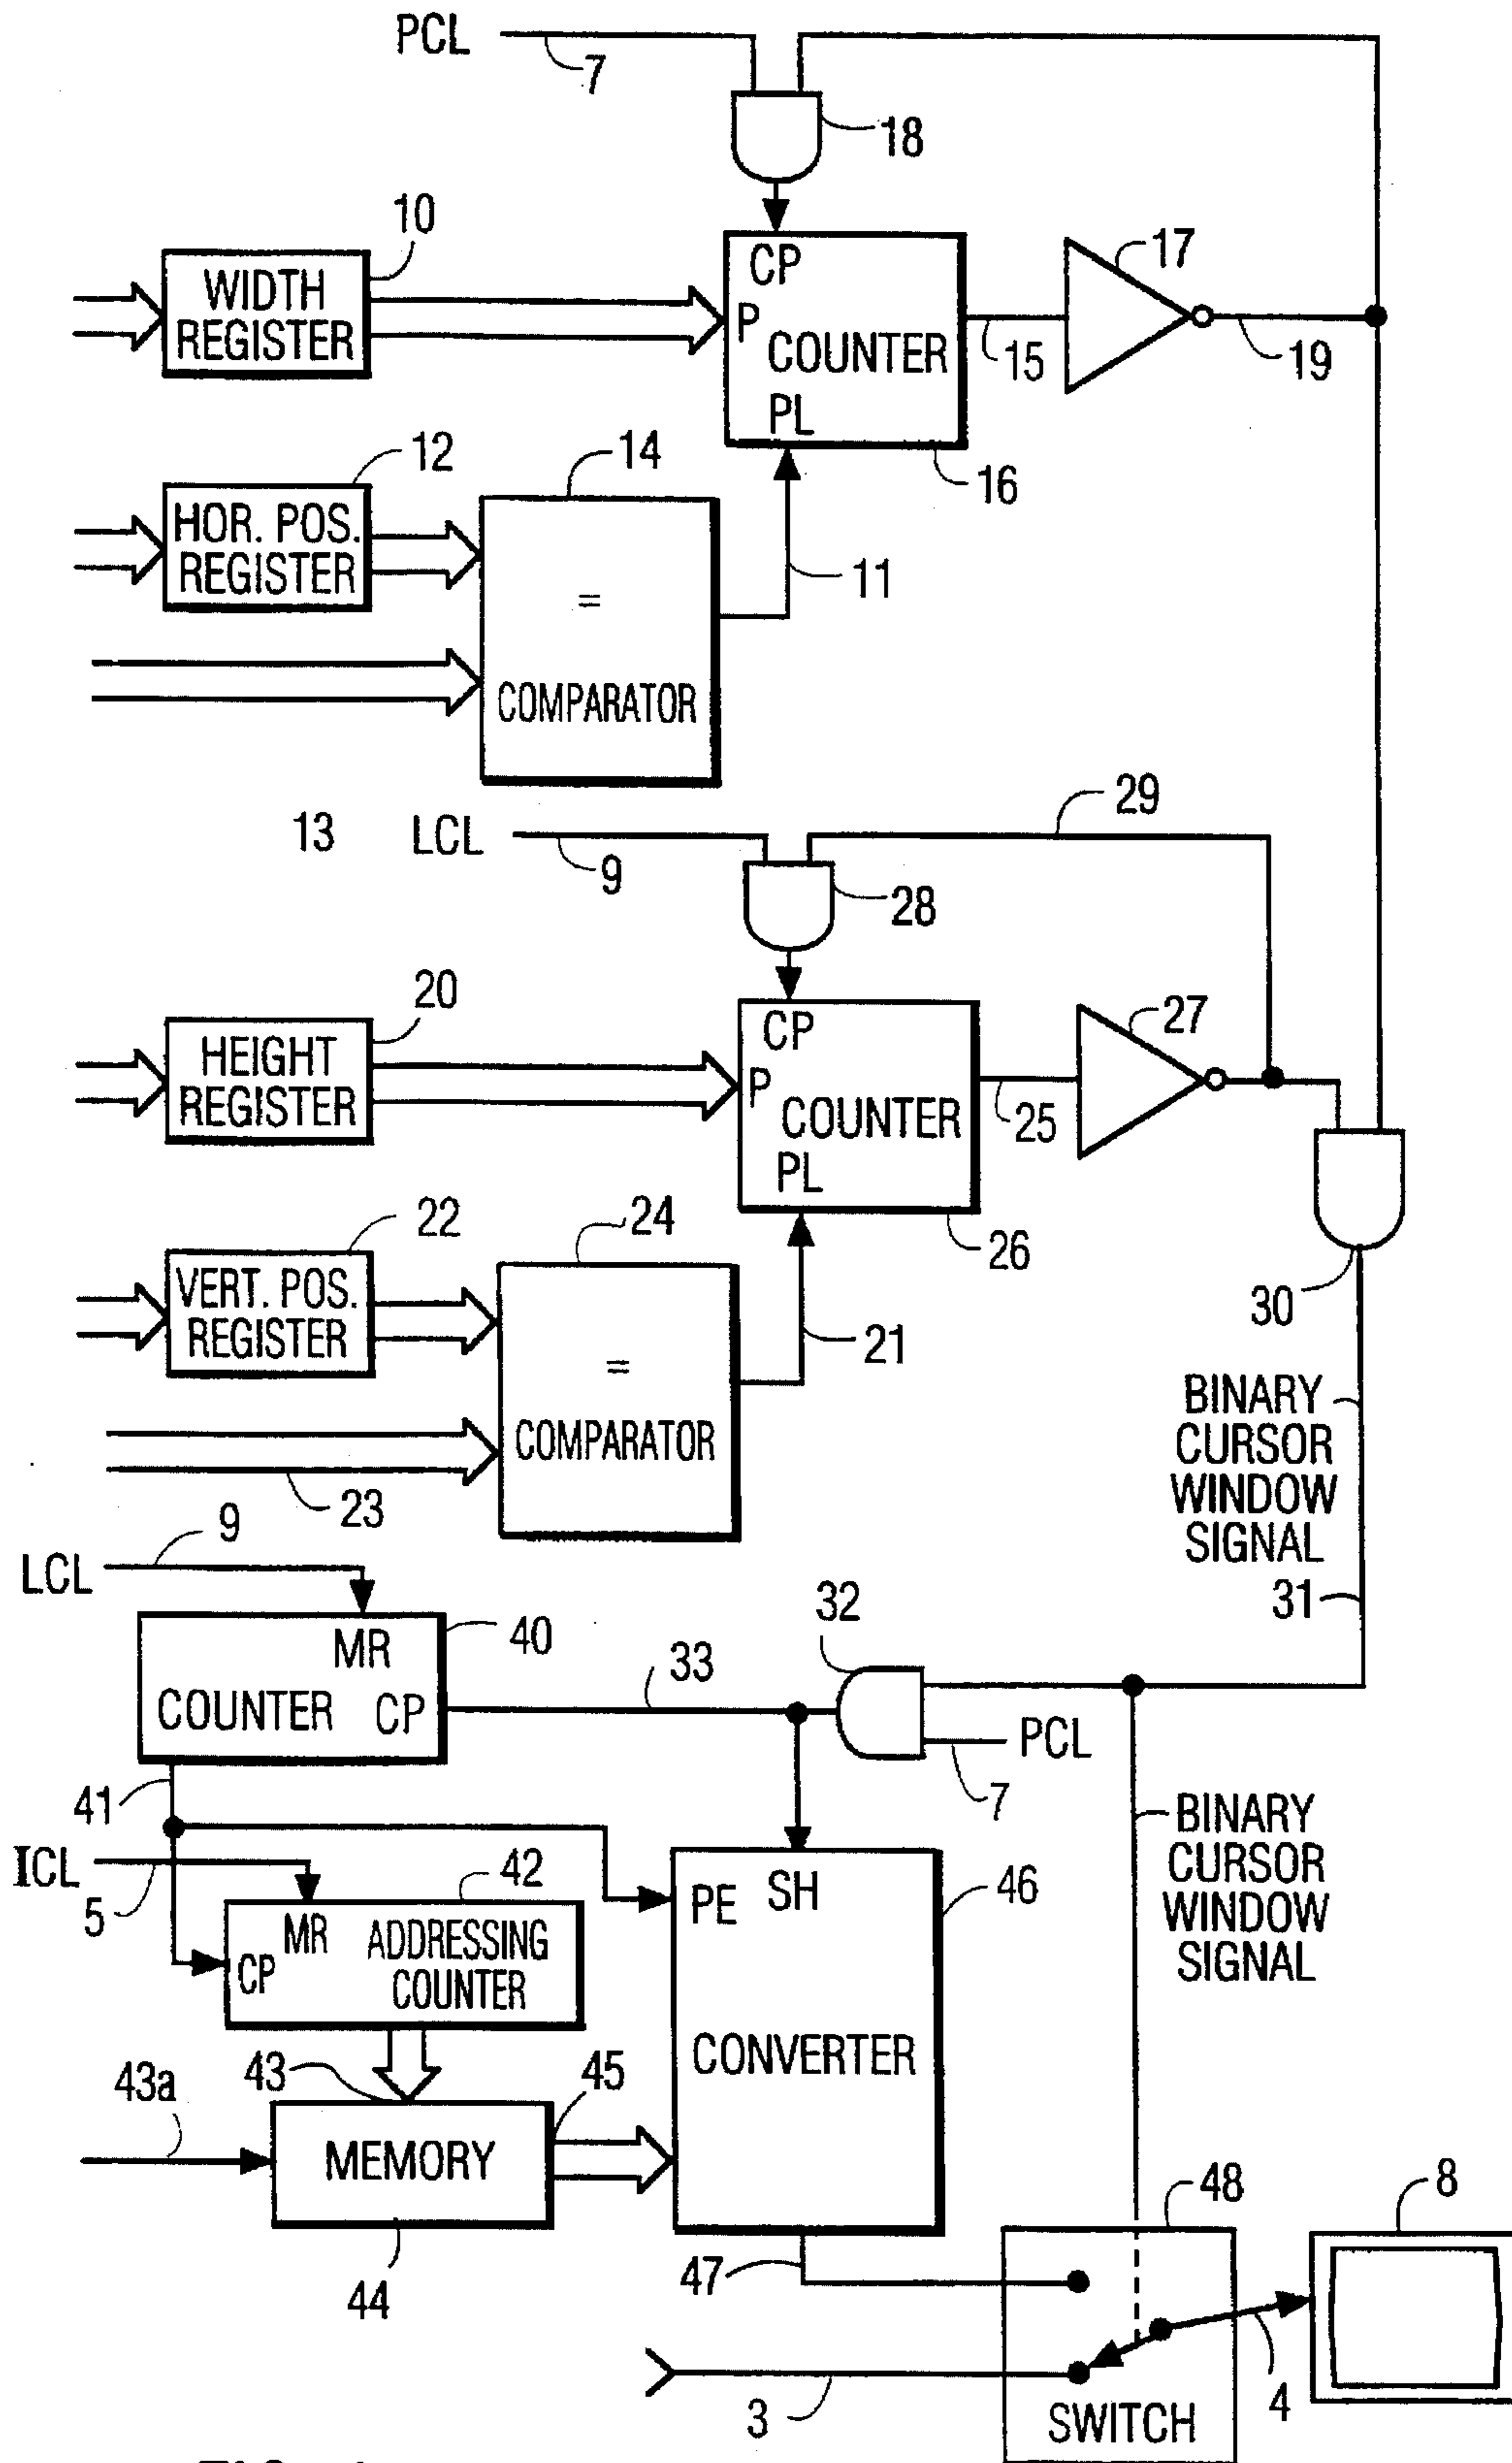 PCL
7
18
10
WIDTH
REGISTER
CP
P
COUNTER
PL
17
15
19
16
12
HOR. POS.
REGISTER
14
=
COMPARATOR
11
13
LCL
9
29
28
20
HEIGHT
REGISTER
CP
P
COUNTER
PL
27
25
26
22
VERT. POS.
REGISTER
24
=
COMPARATOR
21
23
30
BINARY
CURSOR
WINDOW
SIGNAL
31
LCL
9
MR
COUNTER CP
40
33
32
PCL
7
41
ICL
5
42
MR ADDRESSING
CP COUNTER
PE SH
CONVERTER
46
BINARY
CURSOR
WINDOW
SIGNAL
43a
43
45
MEMORY
44
47
48
8
3
SWITCH
4